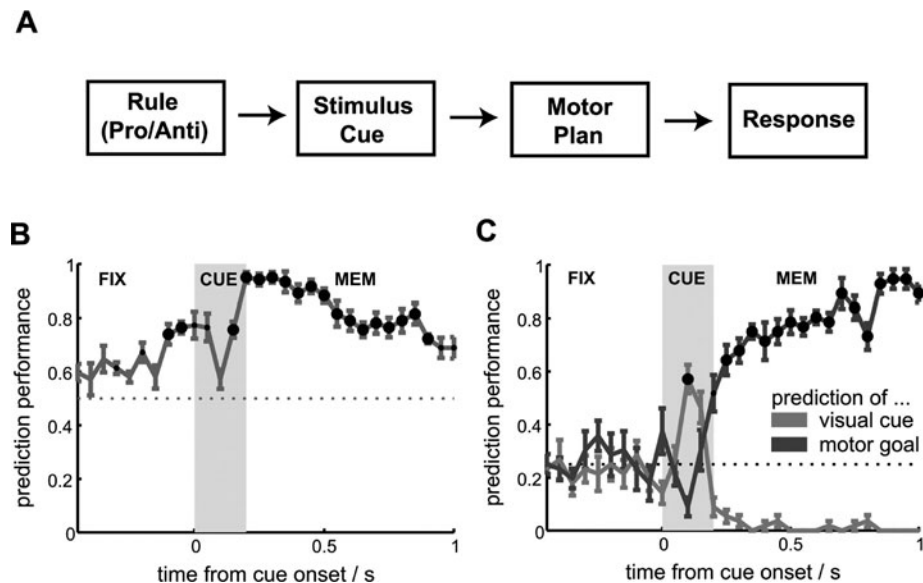 A
Rule
(Pro/Anti)
Stimulus
Cue
Motor
Plan
Response
B
prediction performance
1
0.8
0.6
0.4
0.2
0
FIX
CUE
MEM
0
0.5
1
time from cue onset / s
C
prediction performance
1
0.8
0.6
0.4
0.2
0
FIX
CUE
MEM
prediction of ...
visual cue
motor goal
0
0.5
1
time from cue onset / s